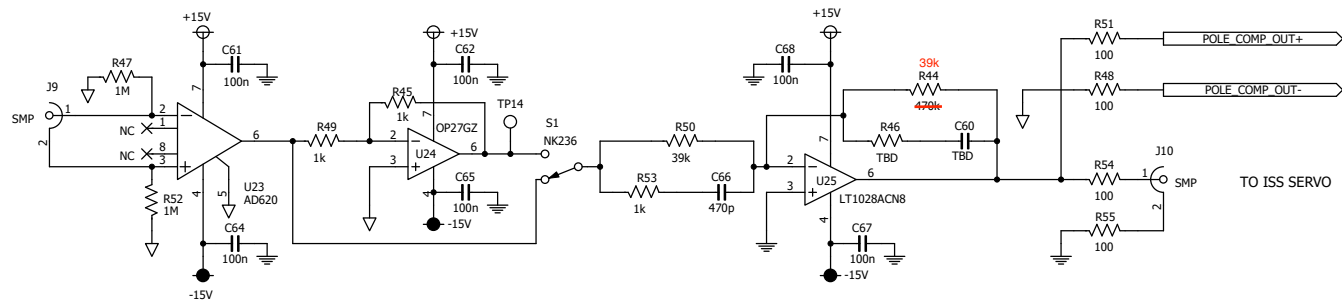 +15V
C61
100n
R47
1M
J9
SMP
1
2
NC
NC
2
1
8
3
7
6
4
5
U23
AD620
R52
1M
C64
100n
-15V
+15V
C62
100n
R45
1k
R49
1k
OP27GZ
7
2
3
6
4
U24
TP14
C65
100n
-15V
S1
NK236
R50
39k
R53
1k
C66
470p
+15V
C68
100n
39k
R44
470k
R46
TBD
C60
TBD
7
2
3
6
4
U25
LT1028ACN8
C67
100n
-15V
R51
100
POLE_COMP_OUT+
R48
100
POLE_COMP_OUT-
R54
100
J10
1
SMP
2
R55
100
TO ISS SERVO